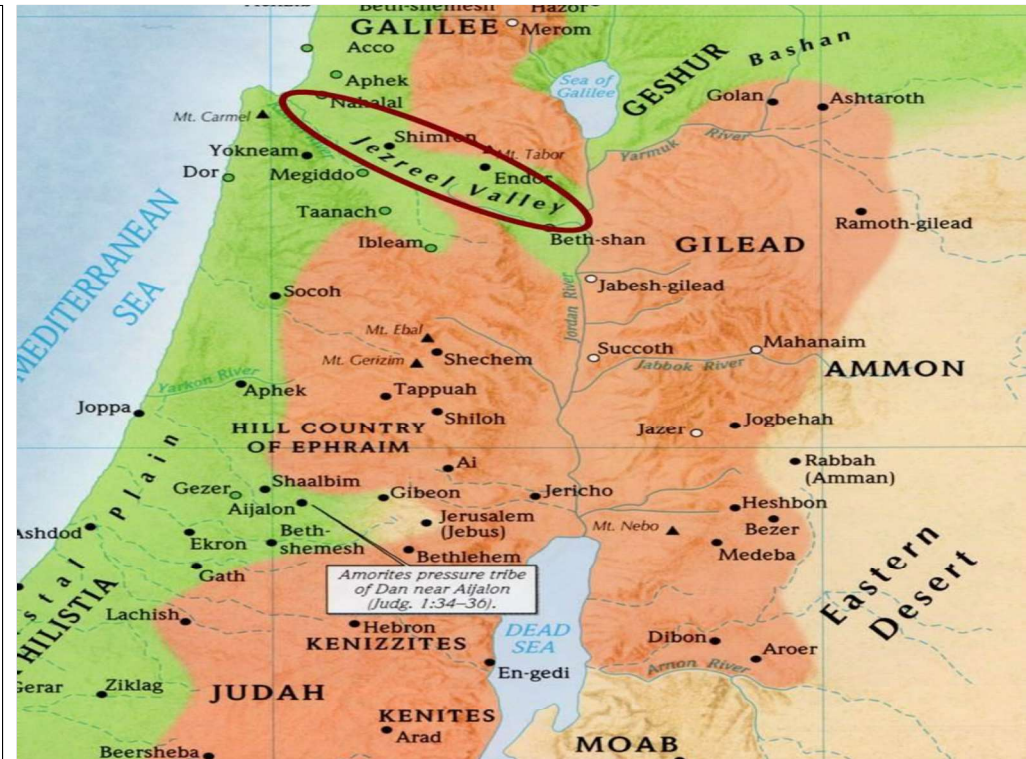 Beth-shemesh
Hazor
GALILEE
Merom
Acco
Aphek
Nahalal
Mt. Carmel
Sea of
Galilee
GESHUR
Bashan
Golan
Ashtaroth
Shimron
Mt. Tabor
Yokneam
Jezreel Valley
Endor
Yarmuk River
Dor
Megiddo
Taanach
Ramoth-gilead
Ibleam
Beth-shan
GILEAD
MEDITERRANEAN
SEA
Socoh
Jabesh-gilead
Jordan River
Mt. Ebal
Shechem
Mt. Gerizim
Succoth
Mahanaim
Jabbok River
AMMON
Yarkon River
Aphek
Tappuah
Joppa
Shiloh
HILL COUNTRY
OF EPHRAIM
Jazer
Jogbehah
Ai
Rabbah
(Amman)
Gezer
Shaalbim
Gibeon
Jericho
Aijalon
Heshbon
Jerusalem
(Jebus)
Mt. Nebo
Bezer
Ashdod
Ekron
Beth-
shemesh
Bethlehem
Medeba
Gath
Amorites pressure tribe
of Dan near Aijalon
(Judg. 1:34–36).
Eastern
Desert
stal Plain
HILISTIA
Lachish
Hebron
KENIZZITES
DEAD
SEA
Dibon
Aroer
En-gedi
Arnon River
Gerar
Ziklag
JUDAH
KENITES
Arad
MOAB
Beersheba